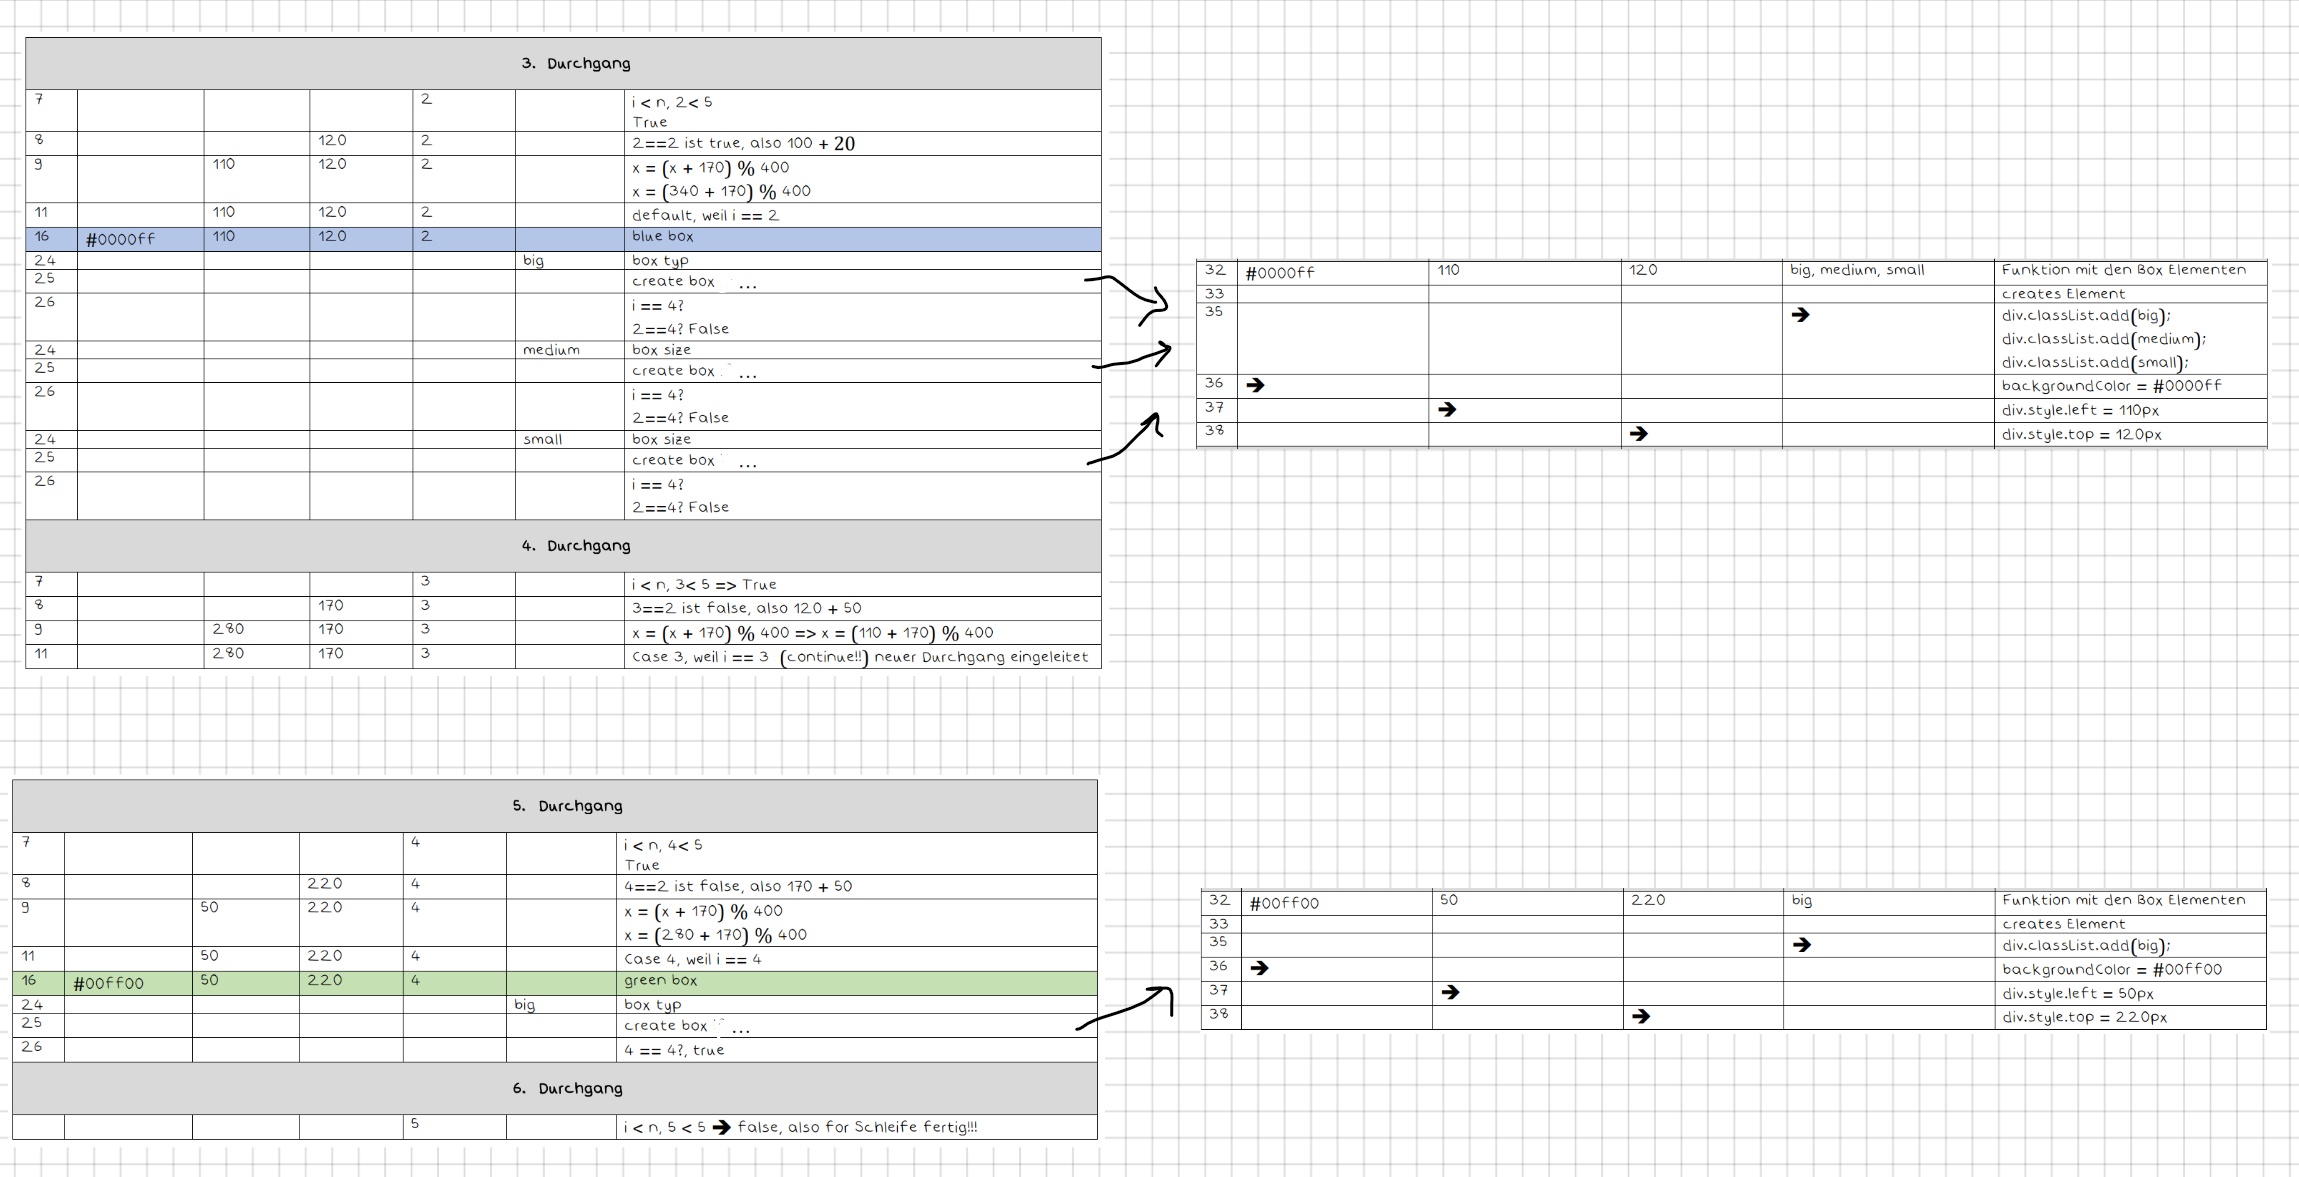 3. Durchgang
7 2 i < n, 2< 5
True
8 120 2 2==2 ist true, also 100 + 20
9 110 120 2 x = (x + 170) % 400
x = (340 + 170) % 400
11 110 120 2 default, weil i == 2
16 #0000ff 110 120 2 blue box
24 big box typ
25 create box ...
26 i == 4?
2==4? False
24 medium box size
25 create box ...
26 i == 4?
2==4? False
24 small box size
25 create box ...
26 i == 4?
2==4? False
32 #0000ff 110 120 big, medium, small Funktion mit den Box Elementen
33 creates Element
35 → div.classList.add(big);
div.classList.add(medium);
div.classList.add(small);
36 → backgroundColor = #0000ff
37 → div.style.left = 110px
38 → div.style.top = 120px
4. Durchgang
7 3 i < n, 3< 5 => True
8 170 3 3==2 ist false, also 120 + 50
9 280 170 3 x = (x + 170) % 400 => x = (110 + 170) % 400
11 280 170 3 Case 3, weil i == 3 (continue!!) neuer Durchgang eingeleitet
5. Durchgang
7 4 i < n, 4< 5
True
8 220 4 4==2 ist false, also 170 + 50
9 50 220 4 x = (x + 170) % 400
x = (280 + 170) % 400
11 50 220 4 Case 4, weil i == 4
16 #00ff00 50 220 4 green box
24 big box typ
25 create box ...
26 4 == 4?, true
32 #00ff00 50 220 big Funktion mit den Box Elementen
33 creates Element
35 → div.classList.add(big);
36 → backgroundColor = #00ff00
37 → div.style.left = 50px
38 → div.style.top = 220px
6. Durchgang
5 i < n, 5 < 5 → false, also for Schleife fertig!!!